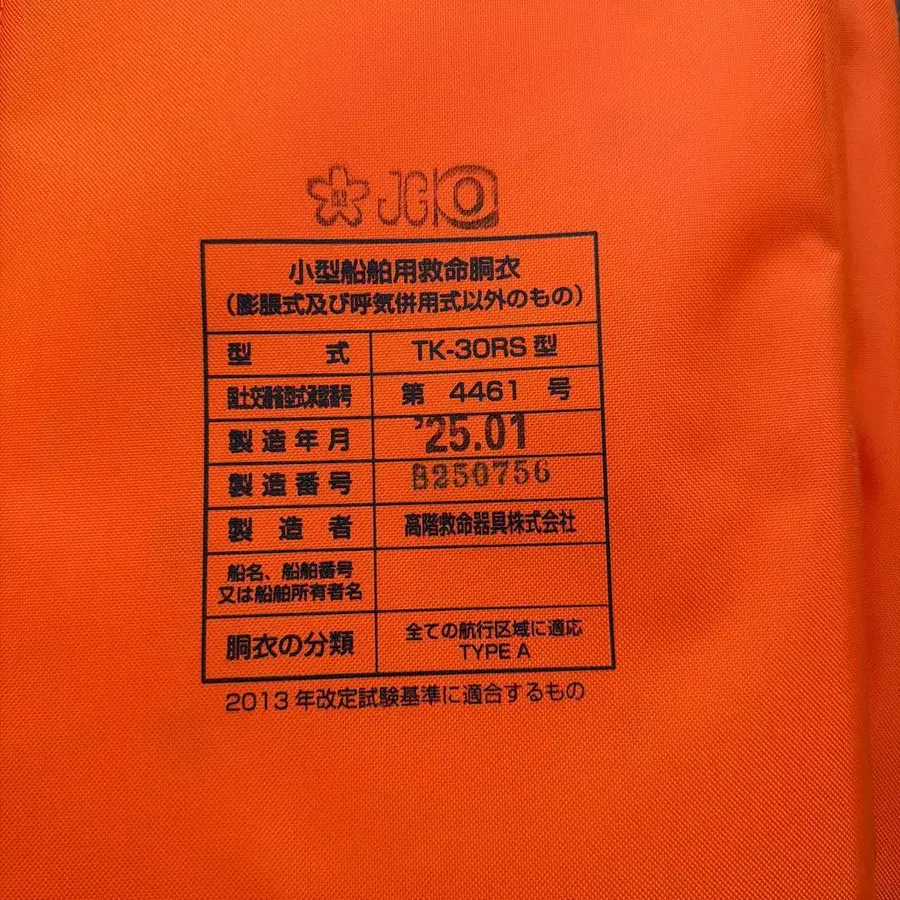 JG
小型船舶用救命胴衣
(膨脹式及び呼気併用式以外のもの)
型 式 TK-30RS 型
国土交通省型式承認番号 第 4461 号
製造年月 '25.01
製造番号 B250756
製造者 高階救命器具株式会社
船名、船舶番号
又は船舶所有者名
胴衣の分類 全ての航行区域に適応
TYPE A
2013年改定試験基準に適合するもの